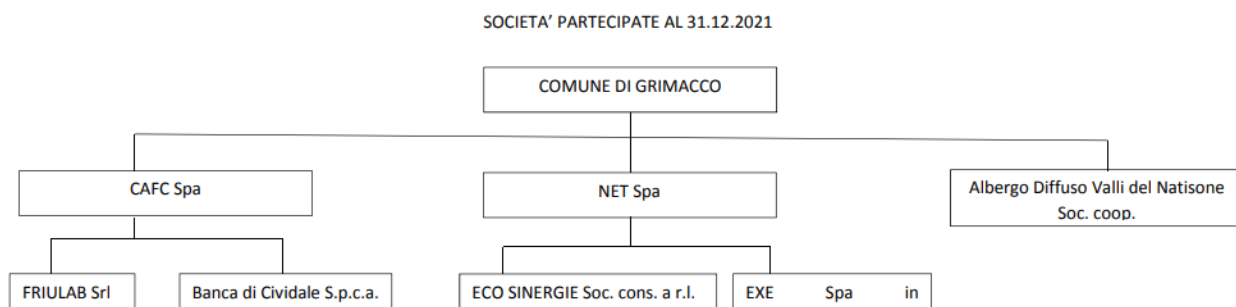 SOCIETA’ PARTECIPATE AL 31.12.2021
COMUNE DI GRIMACCO
CAFC Spa
NET Spa
Albergo Diffuso Valli del Natisone
Soc. coop.
FRIULAB Srl
Banca di Cividale S.p.c.a.
ECO SINERGIE Soc. cons. a r.l.
EXE Spa in